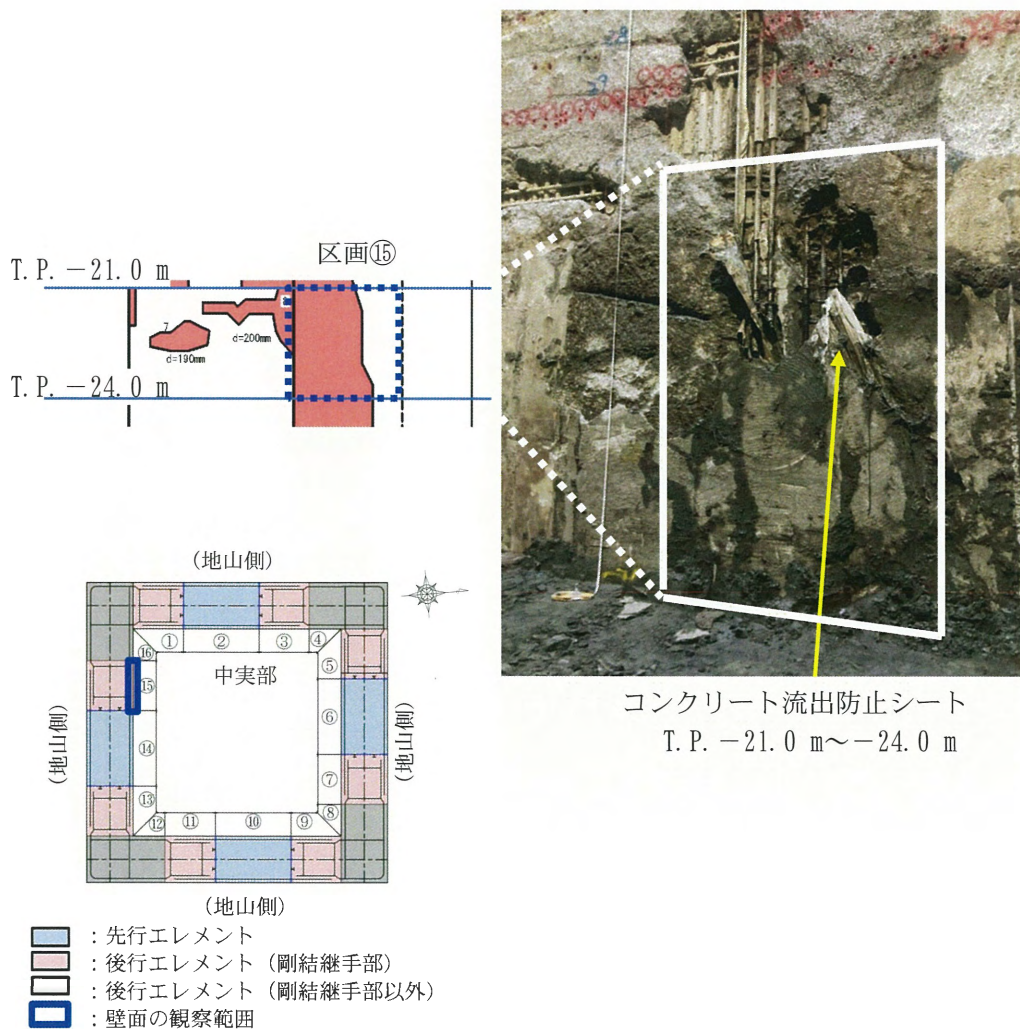 区画⑮
T.P.－21.0 m
7
d=190mm
d=200mm
T.P.－24.0 m
(地山側)
① ② ③ ④
⑯ 中実部 ⑤
⑮
⑥
(地山側)
(地山側)
⑭
⑦
⑬
⑧
⑫ ⑪ ⑩ ⑨
(地山側)
：先行エレメント
：後行エレメント（剛結継手部）
：後行エレメント（剛結継手部以外）
：壁面の観察範囲
29
コンクリート流出防止シート
T.P.－21.0 m～－24.0 m